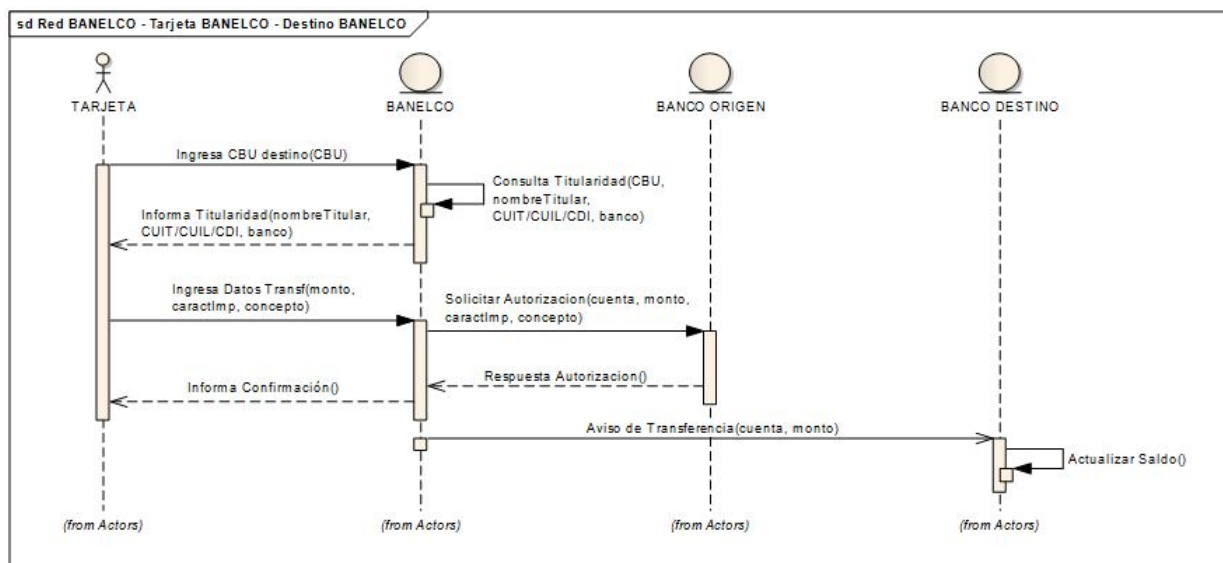 sd Red BANELCO - Tarjeta BANELCO - Destino BANELCO
TARJETA
BANELCO
BANCO ORIGEN
BANCO DESTINO
Ingresa CBU destino(CBU)
Consulta Titularidad(CBU,
nombreTitular,
CUIT/CUIL/CDI, banco)
Informa Titularidad(nombreTitular,
CUIT/CUIL/CDI, banco)
Ingresa Datos Transf(monto,
caractImp, concepto)
Solicitar Autorizacion(cuenta, monto,
caractImp, concepto)
Respuesta Autorizacion()
Informa Confirmación()
Aviso de Transferencia(cuenta, monto)
Actualizar Saldo()
(from Actors)
(from Actors)
(from Actors)
(from Actors)